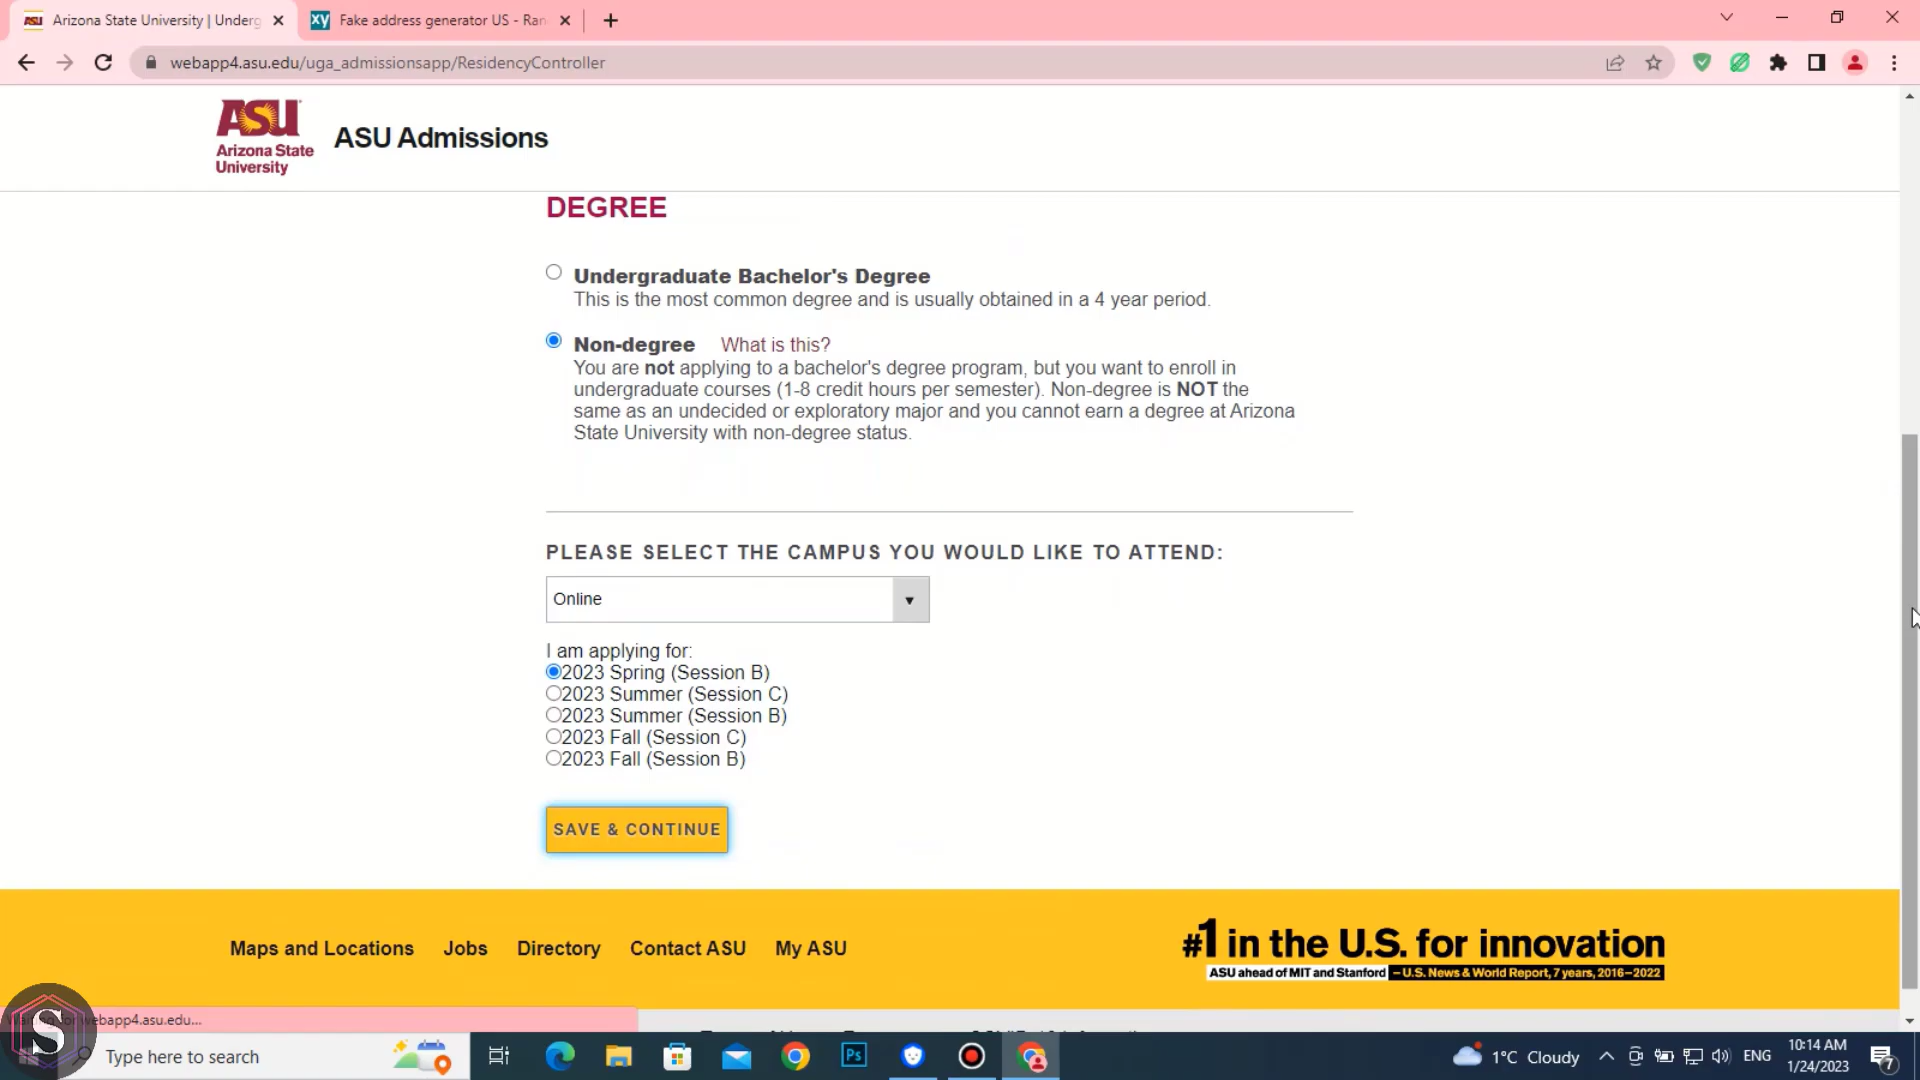 Arizona State University | Underg
Fake address generator US - Ran
webapp4.asu.edu/uga_admissionsapp/ResidencyController
ASU
Arizona State
University
ASU Admissions
DEGREE
Undergraduate Bachelor's Degree
This is the most common degree and is usually obtained in a 4 year period.
Non-degree What is this?
You are not applying to a bachelor's degree program, but you want to enroll in
undergraduate courses (1-8 credit hours per semester). Non-degree is NOT the
same as an undecided or exploratory major and you cannot earn a degree at Arizona
State University with non-degree status.
PLEASE SELECT THE CAMPUS YOU WOULD LIKE TO ATTEND:
Online
I am applying for:
2023 Spring (Session B)
2023 Summer (Session C)
2023 Summer (Session B)
2023 Fall (Session C)
2023 Fall (Session B)
SAVE & CONTINUE
Maps and Locations Jobs Directory Contact ASU My ASU
#1 in the U.S. for innovation
ASU ahead of MIT and Stanford – U.S. News & World Report, 7 years, 2016–2022
Waiting for webapp4.asu.edu...
Type here to search
Ps
1°C Cloudy
ENG
10:14 AM
1/24/2023
7